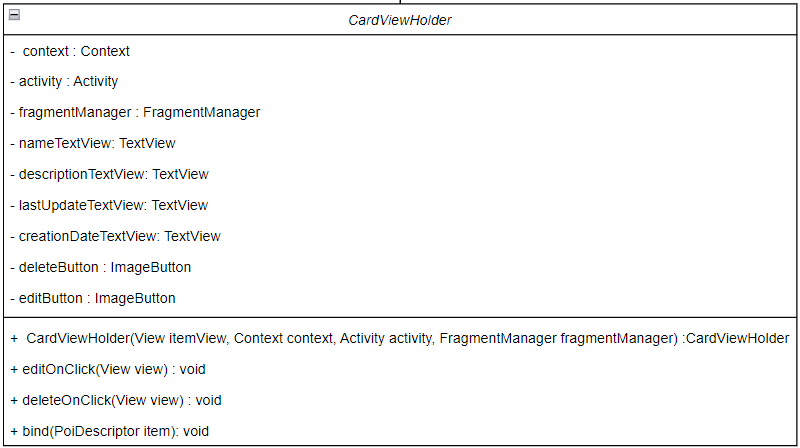 CardViewHolder
- context : Context
- activity : Activity
- fragmentManager : FragmentManager
- nameTextView: TextView
- descriptionTextView: TextView
- lastUpdateTextView: TextView
- creationDateTextView: TextView
- deleteButton : ImageButton
- editButton : ImageButton
+ CardViewHolder(View itemView, Context context, Activity activity, FragmentManager fragmentManager) :CardViewHolder
+ editOnClick(View view) : void
+ deleteOnClick(View view) : void
+ bind(PoiDescriptor item): void